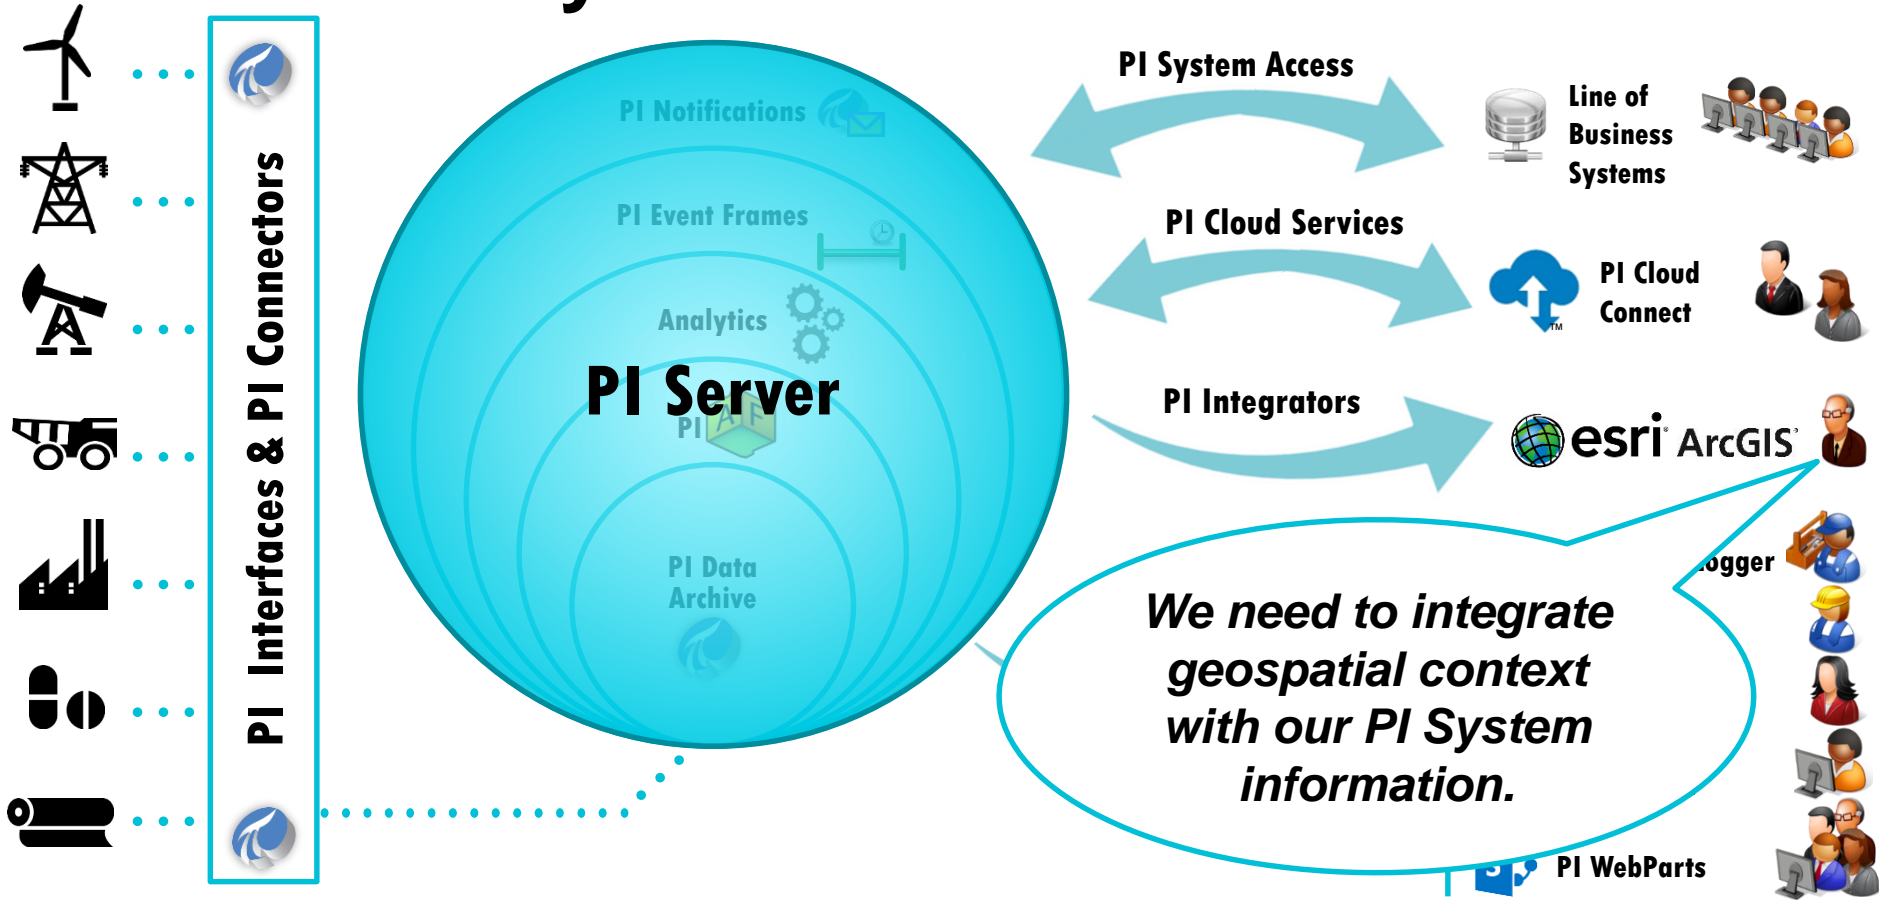 PI Interfaces & PI Connectors
PI Notifications
PI Event Frames
Analytics
PI Server
PI AF
PI Data
Archive
PI System Access
Line of
Business
Systems
PI Cloud Services
PI Cloud
Connect
TM
PI Integrators
esri ArcGIS
We need to integrate
geospatial context
with our PI System
information.
PI WebParts